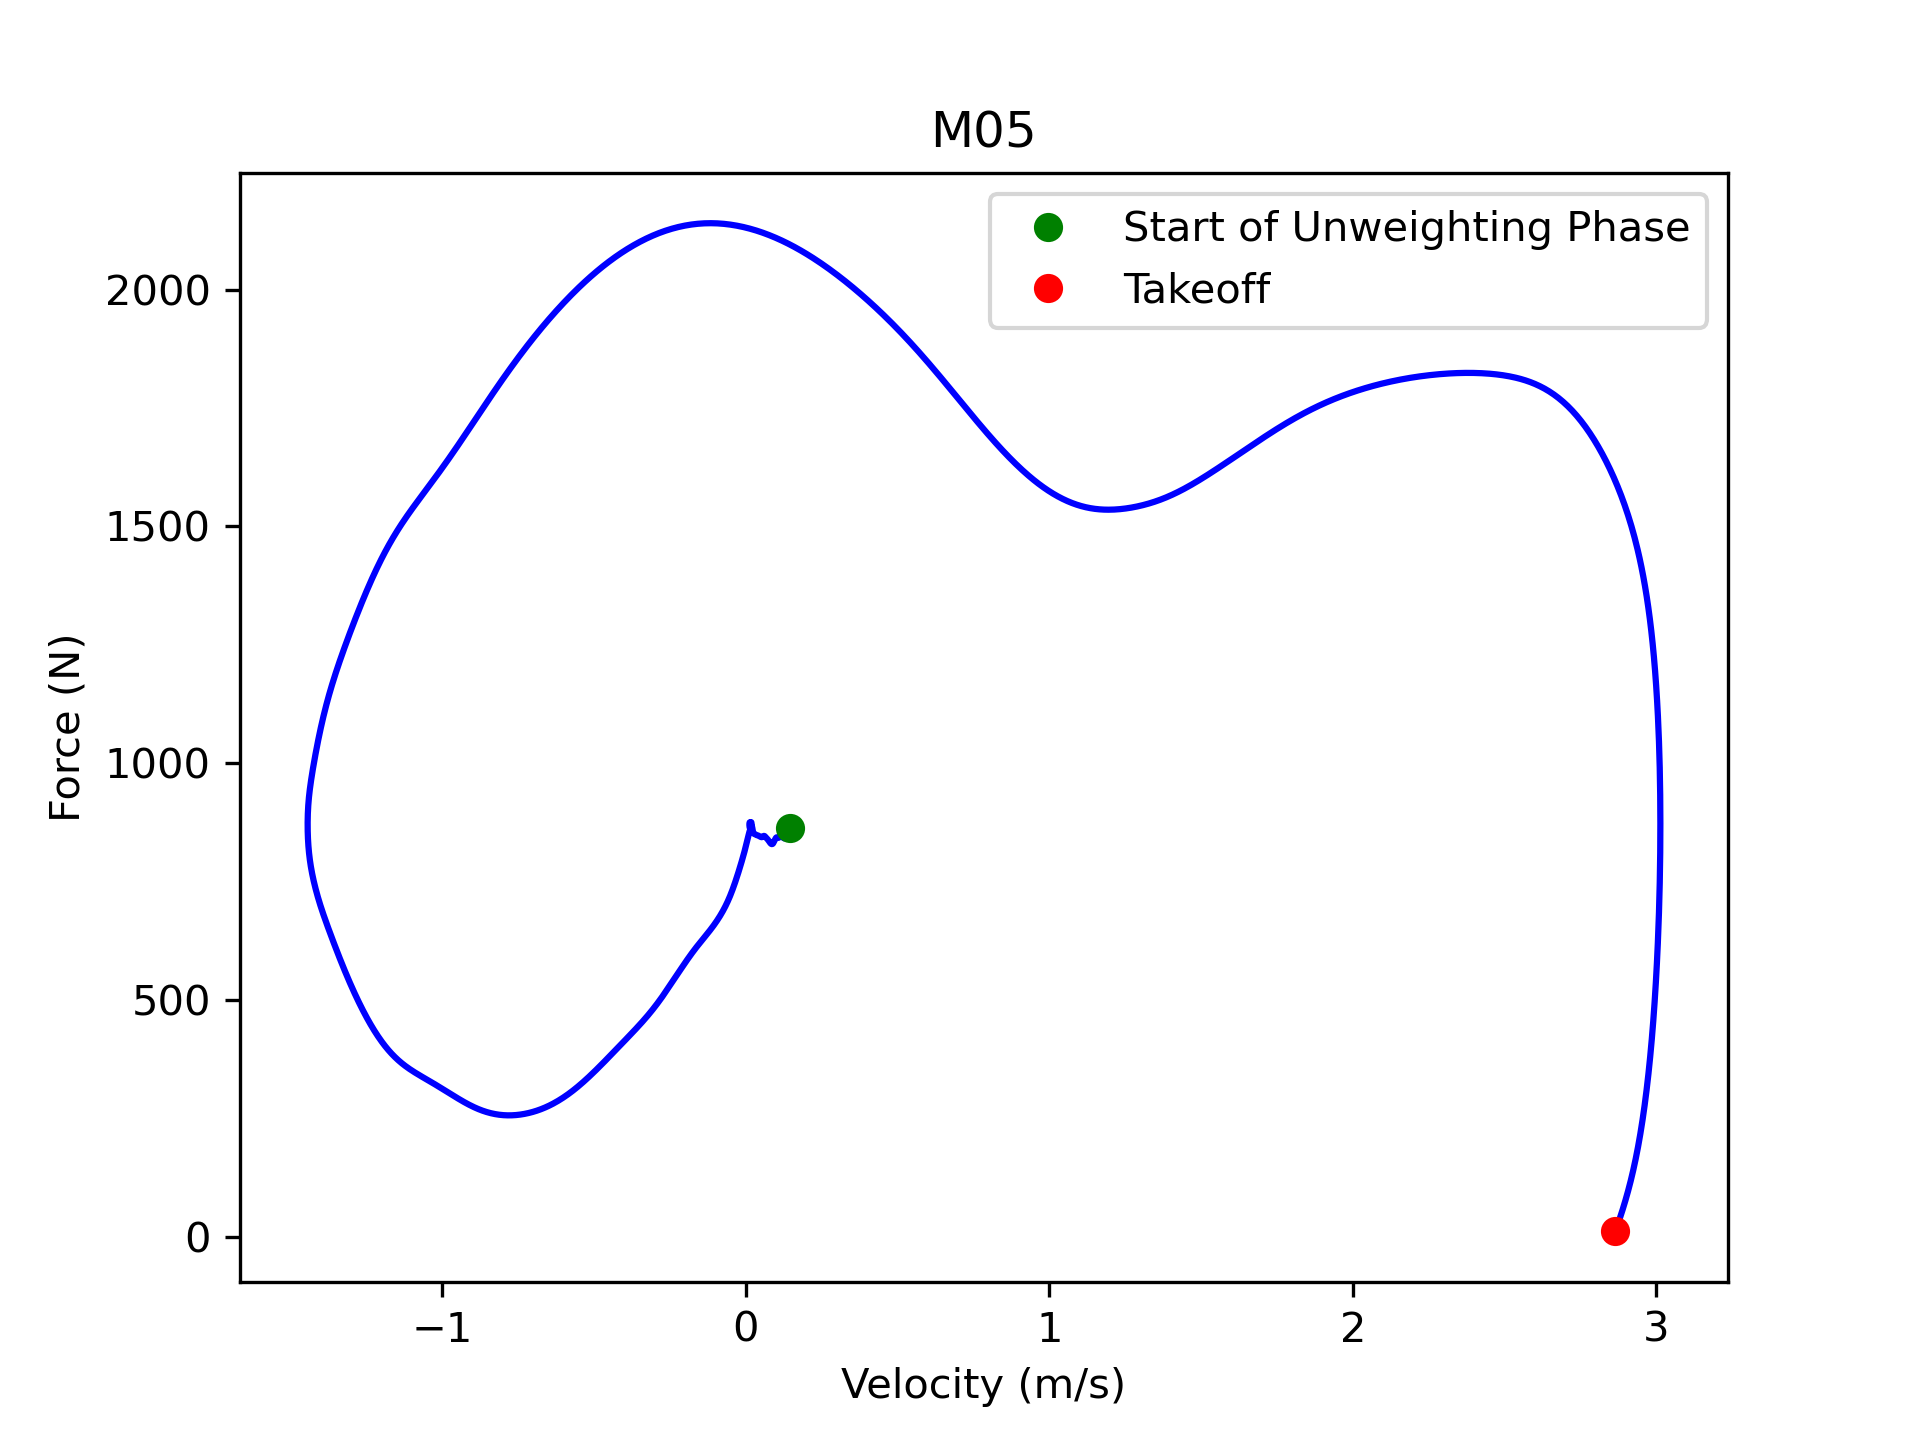 M05
Start of Unweighting Phase
Takeoff
2000
1500
1000
500
0
Force (N)
−1
0
1
2
3
Velocity (m/s)